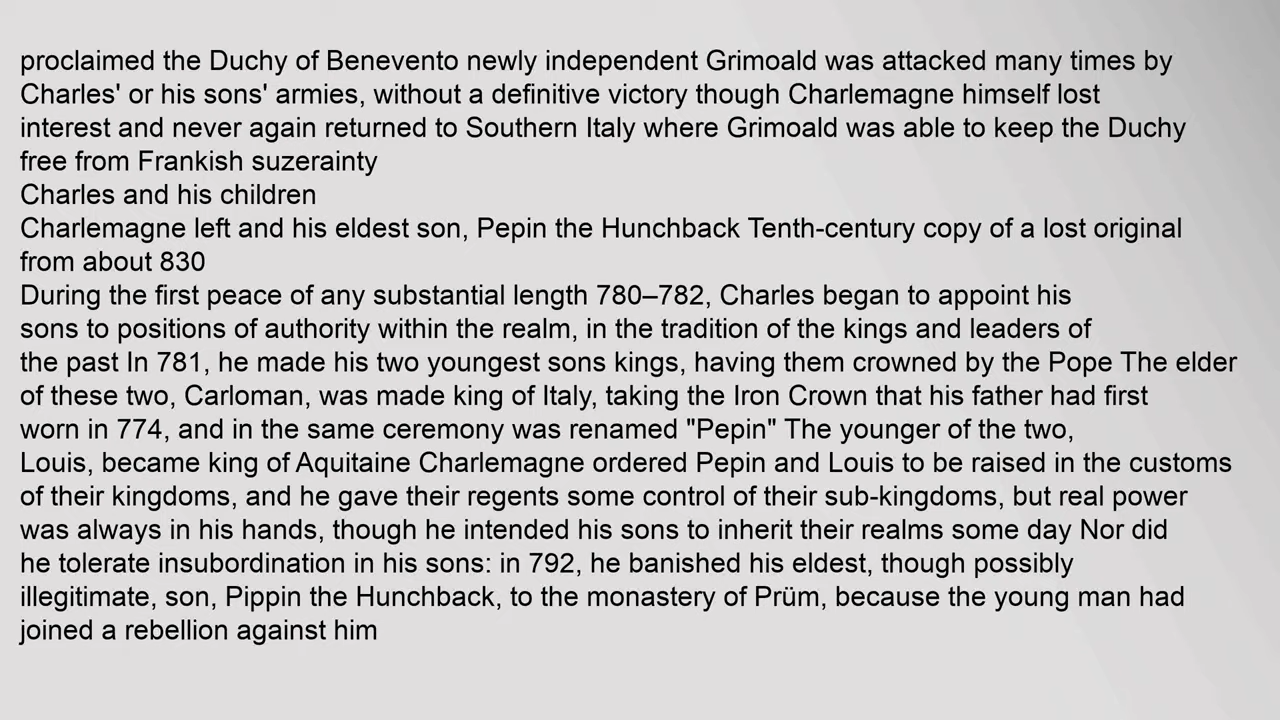 proclaimed the Duchy of Benevento newly independent Grimoald was attacked many times by
Charles' or his sons' armies, without a definitive victory though Charlemagne himself lost
interest and never again returned to Southern Italy where Grimoald was able to keep the Duchy
free from Frankish suzerainty
Charles and his children
Charlemagne left and his eldest son, Pepin the Hunchback Tenth-century copy of a lost original
from about 830
During the first peace of any substantial length 780–782, Charles began to appoint his
sons to positions of authority within the realm, in the tradition of the kings and leaders of
the past In 781, he made his two youngest sons kings, having them crowned by the Pope The elder
of these two, Carloman, was made king of Italy, taking the Iron Crown that his father had first
worn in 774, and in the same ceremony was renamed "Pepin" The younger of the two,
Louis, became king of Aquitaine Charlemagne ordered Pepin and Louis to be raised in the customs
of their kingdoms, and he gave their regents some control of their sub-kingdoms, but real power
was always in his hands, though he intended his sons to inherit their realms some day Nor did
he tolerate insubordination in his sons: in 792, he banished his eldest, though possibly
illegitimate, son, Pippin the Hunchback, to the monastery of Prüm, because the young man had
joined a rebellion against him